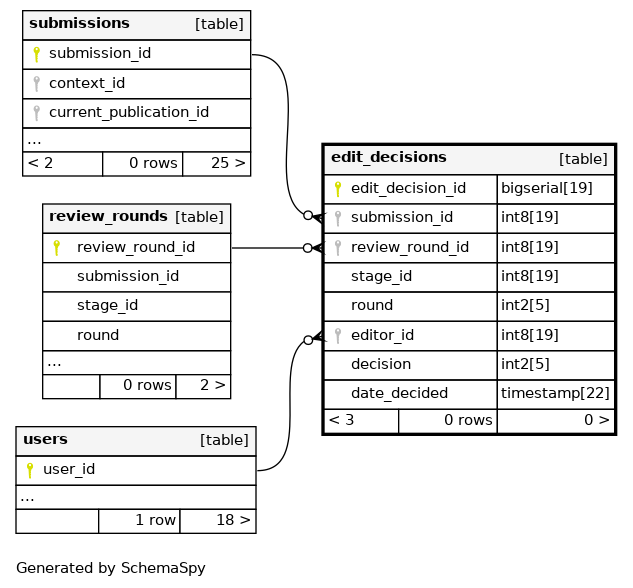 submissions [table]
submission_id
context_id
current_publication_id
...
< 2 0 rows 25 >
review_rounds [table]
review_round_id
submission_id
stage_id
round
...
0 rows 2 >
users [table]
user_id
...
1 row 18 >
edit_decisions [table]
edit_decision_id bigserial[19]
submission_id int8[19]
review_round_id int8[19]
stage_id int8[19]
round int2[5]
editor_id int8[19]
decision int2[5]
date_decided timestamp[22]
< 3 0 rows 0 >
Generated by SchemaSpy